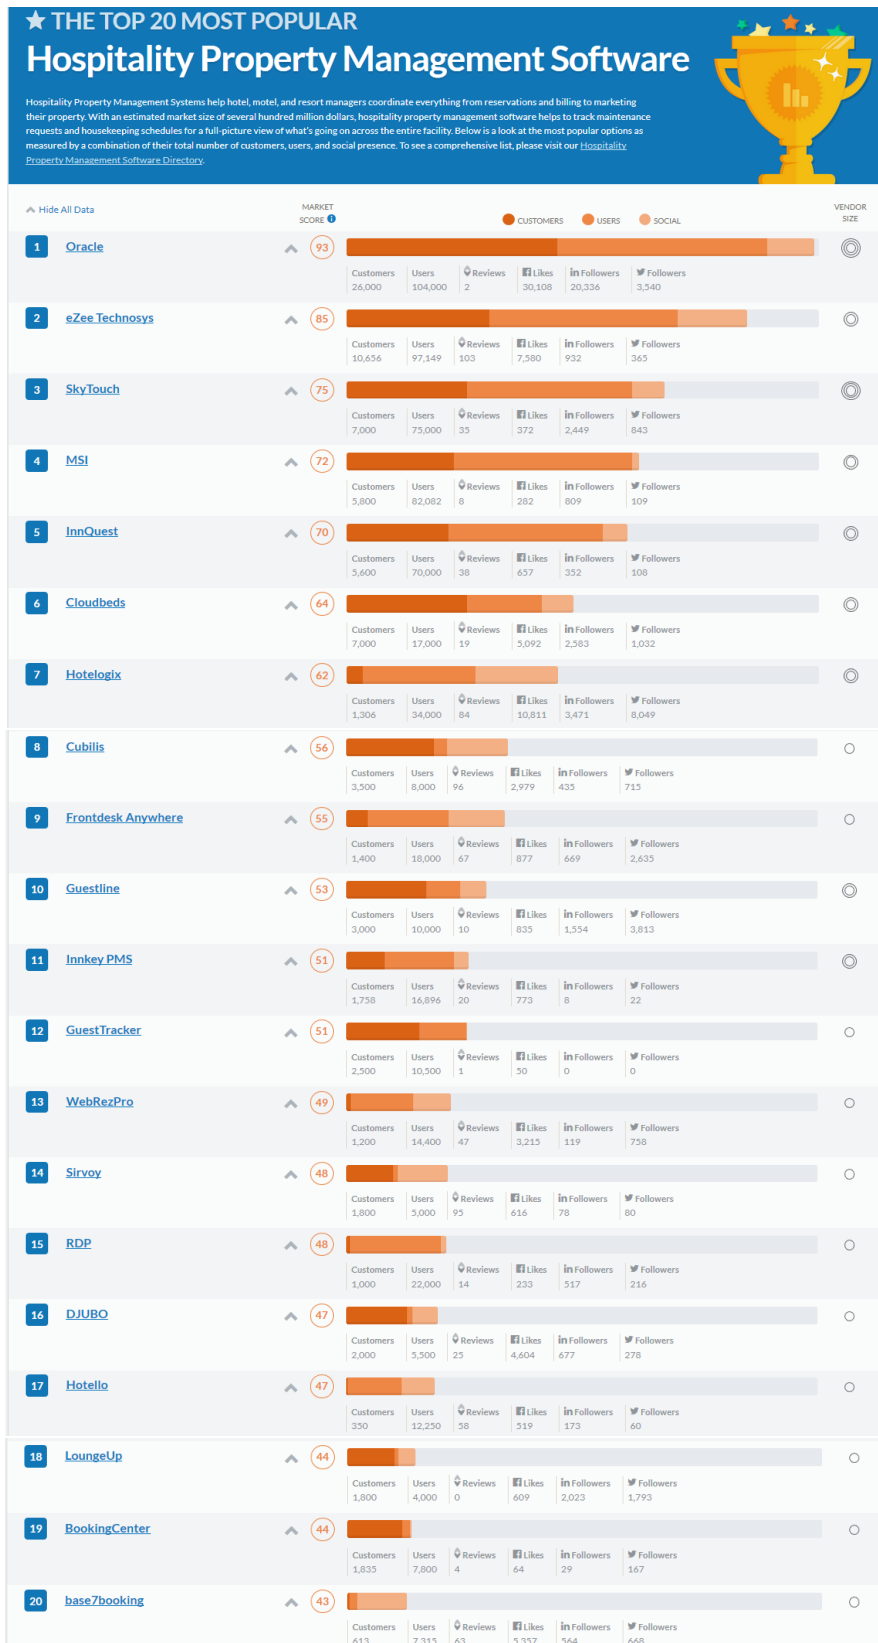 THE TOP 20 MOST POPULAR
Hospitality Property Management Software
Hospitality Property Management Systems help hotel, motel, and resort managers coordinate everything from reservations and billing to marketing
their property. With an estimated market size of several hundred million dollars, hospitality property management software helps to track maintenance
requests and housekeeping schedules for a full-picture view of what's going on across the entire facility. Below is a look at the most popular options as
measured by a combination of their total number of customers, users, and social presence. To see a comprehensive list, please visit our Hospitality
Property Management Software Directory.
Hide All Data MARKET SCORE CUSTOMERS USERS SOCIAL VENDOR SIZE
1 Oracle 93
Customers Users Reviews Likes Followers Followers
26,000 104,000 2 30,108 20,336 3,540
2 eZee Technosys 85
Customers Users Reviews Likes Followers Followers
10,656 97,149 103 7,580 932 365
3 SkyTouch 75
Customers Users Reviews Likes Followers Followers
7,000 75,000 35 372 2,449 843
4 MSI 72
Customers Users Reviews Likes Followers Followers
5,800 82,082 8 282 809 109
5 InnQuest 70
Customers Users Reviews Likes Followers Followers
5,600 70,000 38 657 352 108
6 Cloudbeds 64
Customers Users Reviews Likes Followers Followers
7,000 17,000 19 5,092 2,583 1,032
7 Hotelogix 62
Customers Users Reviews Likes Followers Followers
1,306 34,000 84 10,811 3,471 8,049
8 Cubilis 56
Customers Users Reviews Likes Followers Followers
3,500 8,000 96 2,979 435 715
9 Frontdesk Anywhere 55
Customers Users Reviews Likes Followers Followers
1,400 18,000 67 877 669 2,635
10 Guestline 53
Customers Users Reviews Likes Followers Followers
3,000 10,000 10 835 1,554 3,813
11 Innkey PMS 51
Customers Users Reviews Likes Followers Followers
1,758 16,896 20 773 8 22
12 GuestTracker 51
Customers Users Reviews Likes Followers Followers
2,500 10,500 1 50 0 0
13 WebRezPro 49
Customers Users Reviews Likes Followers Followers
1,200 14,400 47 3,215 119 758
14 Sirvoy 48
Customers Users Reviews Likes Followers Followers
1,800 5,000 95 616 78 80
15 RDP 48
Customers Users Reviews Likes Followers Followers
1,000 22,000 14 233 517 216
16 DJUBO 47
Customers Users Reviews Likes Followers Followers
2,000 5,500 25 4,604 677 278
17 Hotello 47
Customers Users Reviews Likes Followers Followers
350 12,250 58 519 173 60
18 LoungeUp 44
Customers Users Reviews Likes Followers Followers
1,800 4,000 0 609 2,023 1,793
19 BookingCenter 44
Customers Users Reviews Likes Followers Followers
1,835 7,800 4 64 29 167
20 base7booking 43
Customers Users Reviews Likes Followers Followers
613 7,315 63 5,357 564 668